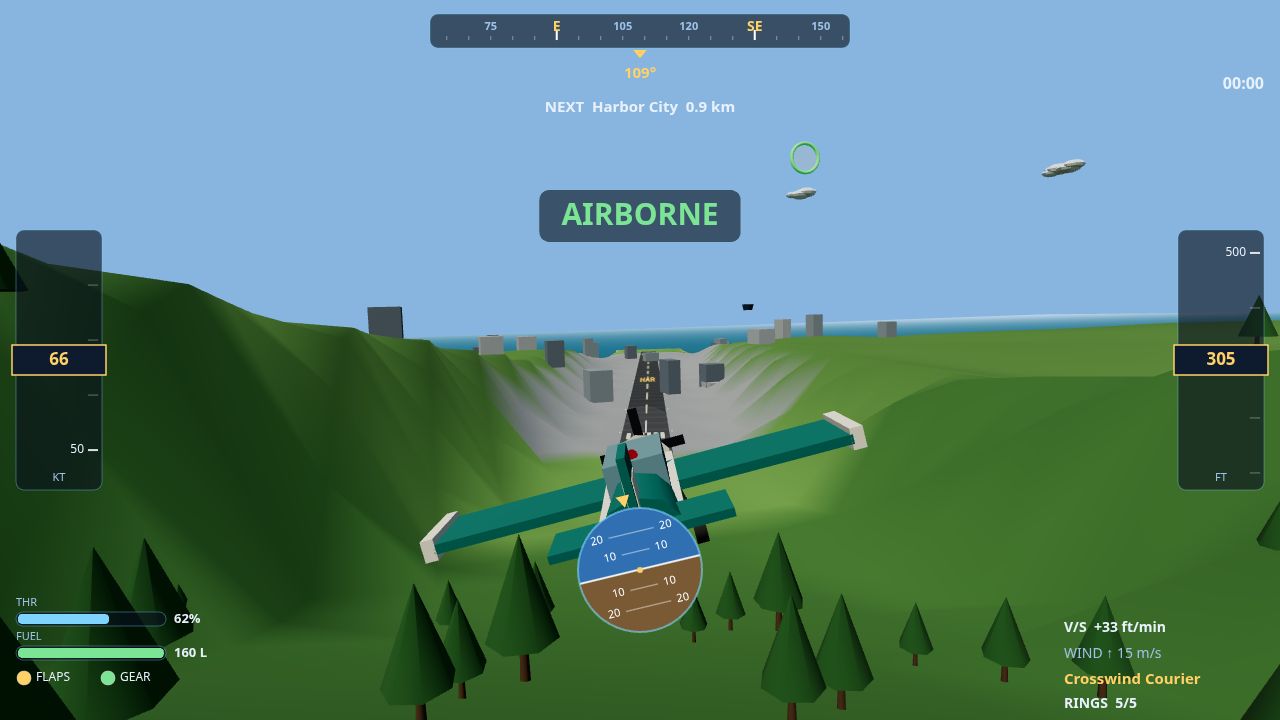 75 E 105 120 SE 150
109°
00:00
NEXT Harbor City 0.9 km
AIRBORNE
500
66
305
HAR
50
KT
FT
20 20
10 10
10 10
20 20
THR
62%
FUEL
160 L
FLAPS GEAR
V/S +33 ft/min
WIND ↑ 15 m/s
Crosswind Courier
RINGS 5/5